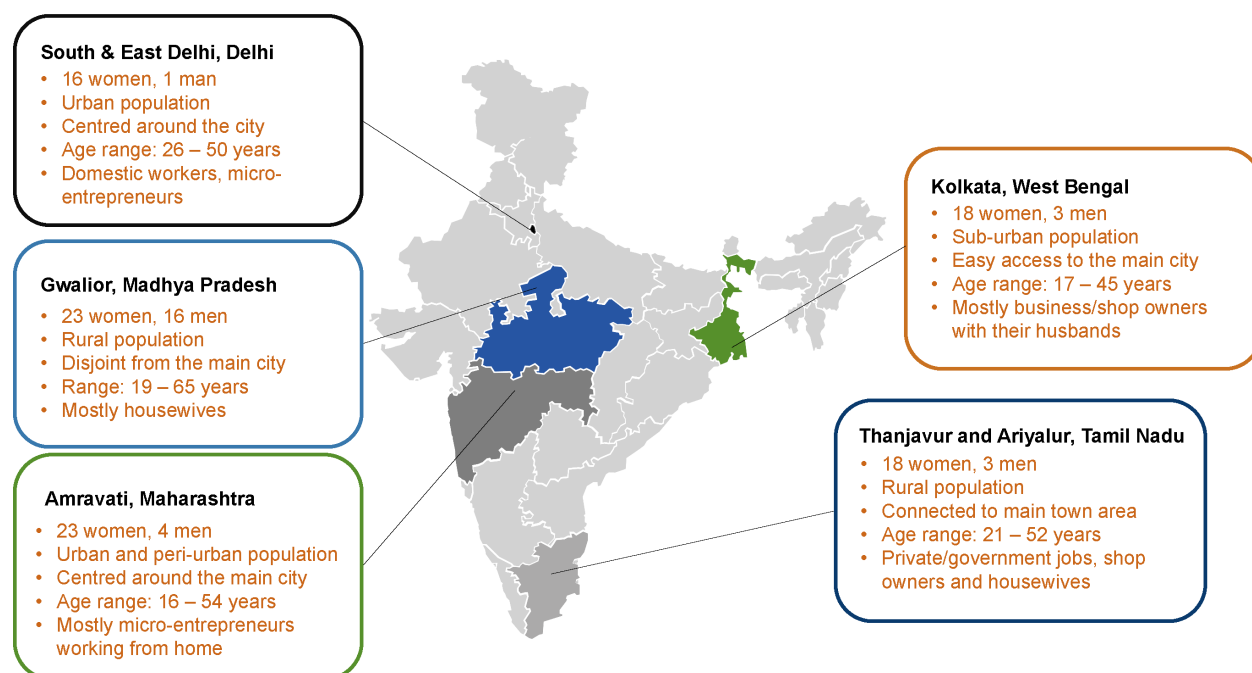 South & East Delhi, Delhi
• 16 women, 1 man
• Urban population
• Centred around the city
• Age range: 26 – 50 years
• Domestic workers, micro-
entrepreneurs
Gwalior, Madhya Pradesh
• 23 women, 16 men
• Rural population
• Disjoint from the main city
• Range: 19 – 65 years
• Mostly housewives
Amravati, Maharashtra
• 23 women, 4 men
• Urban and peri-urban population
• Centred around the main city
• Age range: 16 – 54 years
• Mostly micro-entrepreneurs
working from home
Kolkata, West Bengal
• 18 women, 3 men
• Sub-urban population
• Easy access to the main city
• Age range: 17 – 45 years
• Mostly business/shop owners
with their husbands
Thanjavur and Ariyalur, Tamil Nadu
• 18 women, 3 men
• Rural population
• Connected to main town area
• Age range: 21 – 52 years
• Private/government jobs, shop
owners and housewives